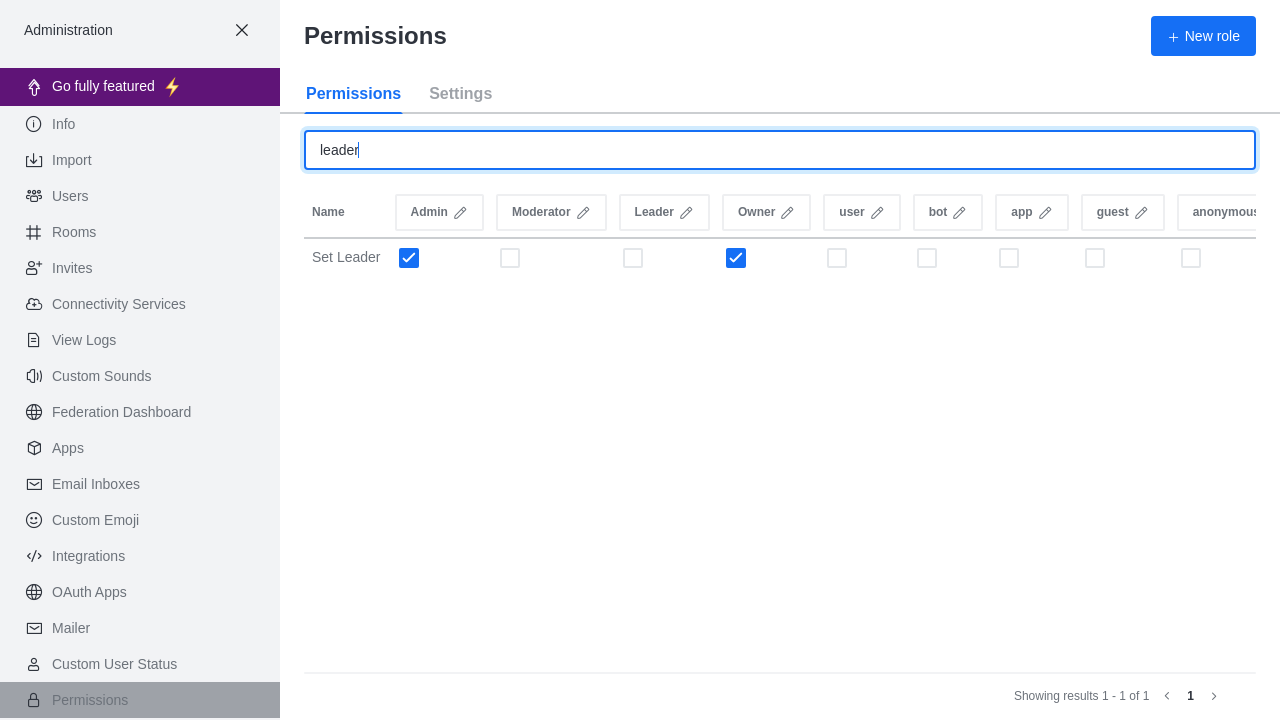 Administration
Go fully featured ⚡
Info
Import
Users
Rooms
Invites
Connectivity Services
View Logs
Custom Sounds
Federation Dashboard
Apps
Email Inboxes
Custom Emoji
Integrations
OAuth Apps
Mailer
Custom User Status
Permissions
Permissions
New role
Permissions Settings
leader
Name Admin Moderator Leader Owner user bot app guest anonymous
Set Leader
Showing results 1 - 1 of 1 1